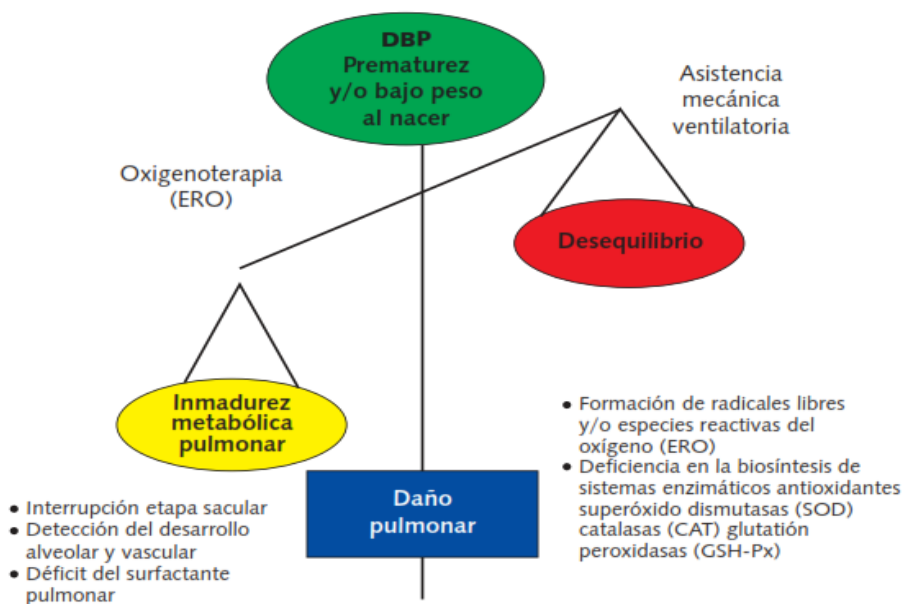 DBP
Prematurez
y/o bajo peso
al nacer
Asistencia
mecánica
ventilatoria
Oxigenoterapia
(ERO)
Desequilibrio
Inmadurez
metabólica
pulmonar
• Interrupción etapa sacular
• Detección del desarrollo
alveolar y vascular
• Déficit del surfactante
pulmonar
Daño
pulmonar
• Formación de radicales libres
y/o especies reactivas del
oxígeno (ERO)
• Deficiencia en la biosíntesis de
sistemas enzimáticos antioxidantes
superóxido dismutasas (SOD)
catalasas (CAT) glutatión
peroxidasas (GSH-Px)